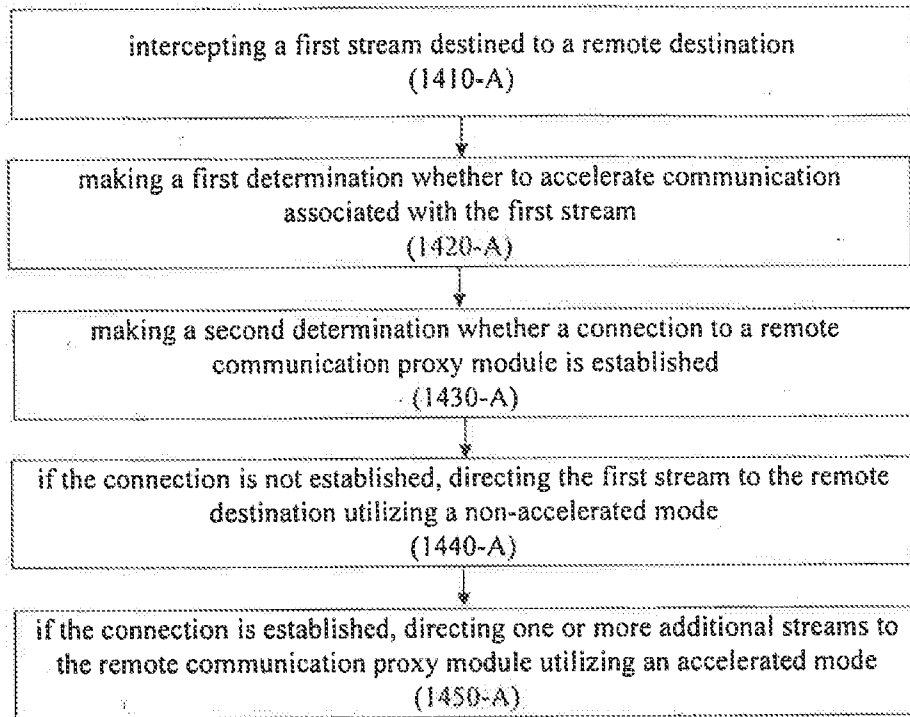 intercepting a first stream destined to a remote destination
(1410-A)
making a first determination whether to accelerate communication
associated with the first stream
(1420-A)
making a second determination whether a connection to a remote
communication proxy module is established
(1430-A)
if the connection is not established, directing the first stream to the remote
destination utilizing a non-accelerated mode
(1440-A)
if the connection is established, directing one or more additional streams to
the remote communication proxy module utilizing an accelerated mode
(1450-A)